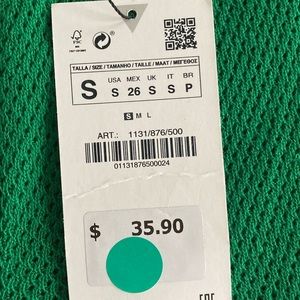 FSC
TALLA / SIZE / TAMANHO / TAILLE / MAAT / ΜΕΓΕΘΟΣ
S USA MEX UK IT BR
S 26 S S P
S M L
ART.: 1131/876/500
01131876500024
$ 35.90